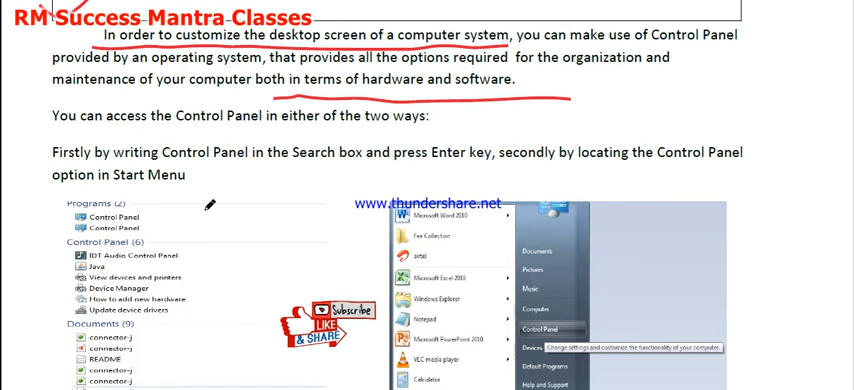 RM Success Mantra Classes
In order to customize the desktop screen of a computer system, you can make use of Control Panel
provided by an operating system, that provides all the options required for the organization and
maintenance of your computer both in terms of hardware and software.
You can access the Control Panel in either of the two ways:
Firstly by writing Control Panel in the Search box and press Enter key, secondly by locating the Control Panel
option in Start Menu
www.thundershare.net
Programs (2)
Control Panel
Control Panel
Control Panel (6)
IDT Audio Control Panel
Java
View devices and printers
Device Manager
How to add new hardware
Update device drivers
Documents (9)
connector-j
connector-j
README
connector-j
connector-j
Subscribe
LIKE
& SHARE
Microsoft Word 2010
Fee Collection
airtel
Microsoft Excel 2010
Windows Explorer
Notepad
Microsoft PowerPoint 2010
VLC media player
Calculator
Documents
Pictures
Music
Computer
Control Panel
Devices
Change settings and customize the functionality of your computer.
Default Programs
Help and Support